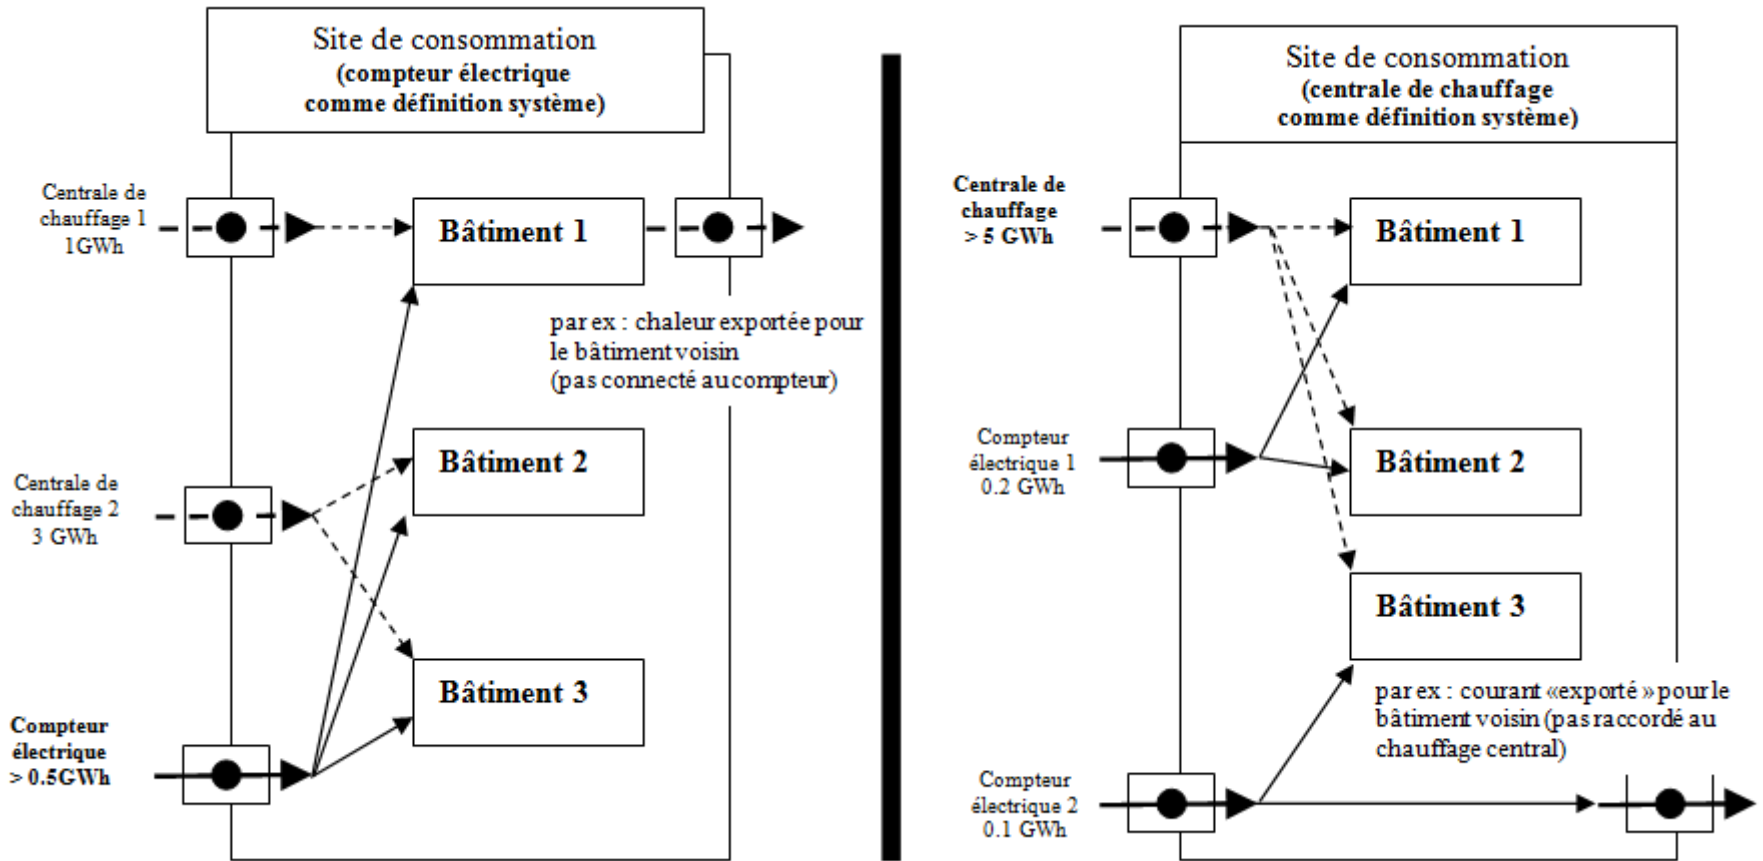 Site de consommation
(compteur électrique
comme définition système)
Centrale de
chauffage 1
1GWh
Bâtiment 1
par ex : chaleur exportée pour
le bâtiment voisin
(pas connecté au compteur)
Centrale de
chauffage 2
3 GWh
Bâtiment 2
Bâtiment 3
Compteur
électrique
> 0.5GWh
Site de consommation
(centrale de chauffage
comme définition système)
Centrale de
chauffage
> 5 GWh
Bâtiment 1
Compteur
électrique 1
0.2 GWh
Bâtiment 2
Bâtiment 3
par ex : courant «exporté » pour le
bâtiment voisin (pas raccordé au
chauffage central)
Compteur
électrique 2
0.1 GWh